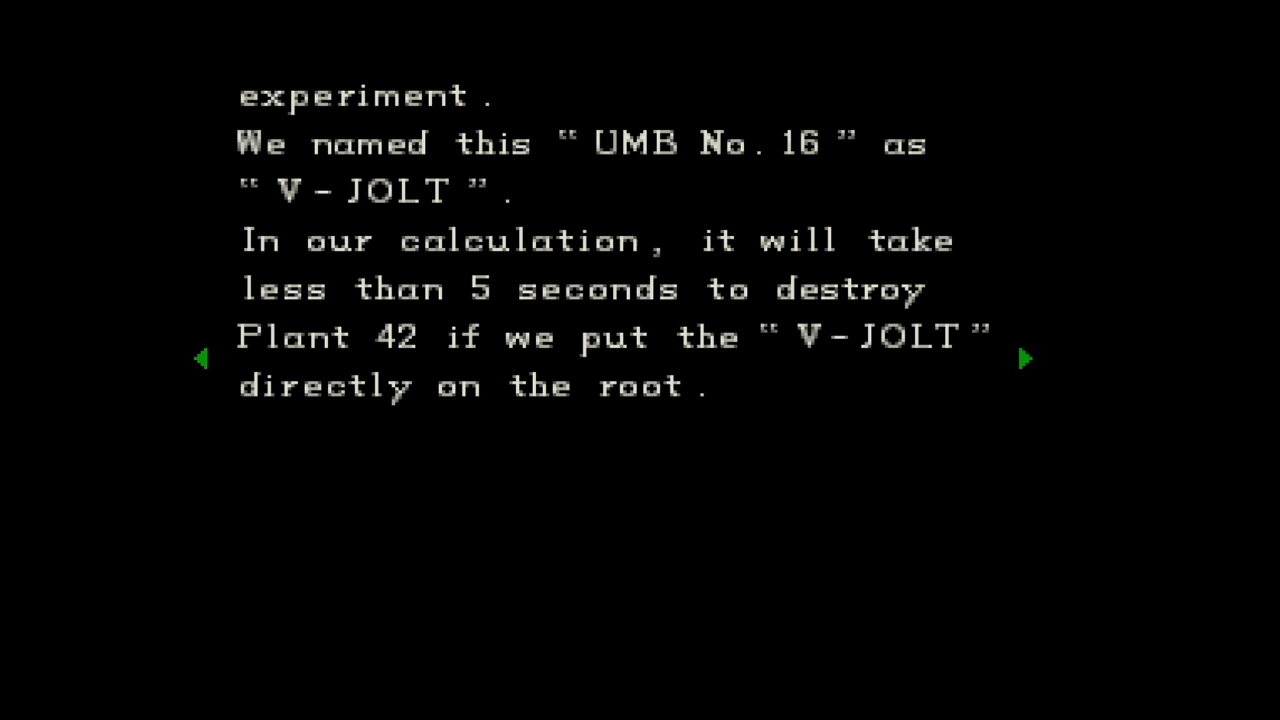 experiment.
We named this “UMB No.16” as
“V-JOLT”.
In our calculation, it will take
less than 5 seconds to destroy
Plant 42 if we put the “V-JOLT”
directly on the root.